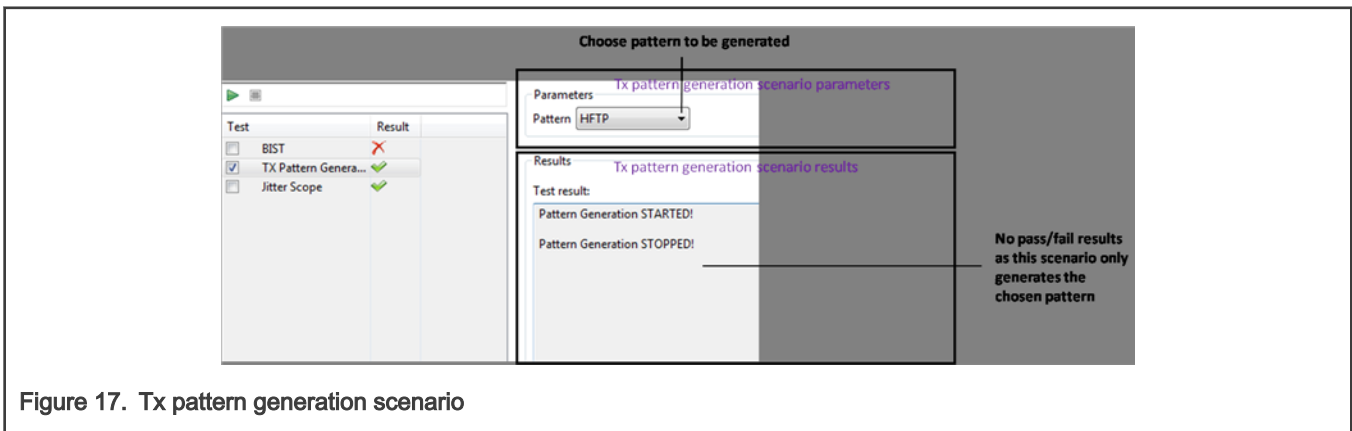 Choose pattern to be generated
Tx pattern generation scenario parameters
Parameters
Pattern HFTP
Test Result
BIST
TX Pattern Genera...
Jitter Scope
Results
Tx pattern generation scenario results
Test result:
Pattern Generation STARTED!
Pattern Generation STOPPED!
No pass/fail results
as this scenario only
generates the
chosen pattern
Figure 17. Tx pattern generation scenario